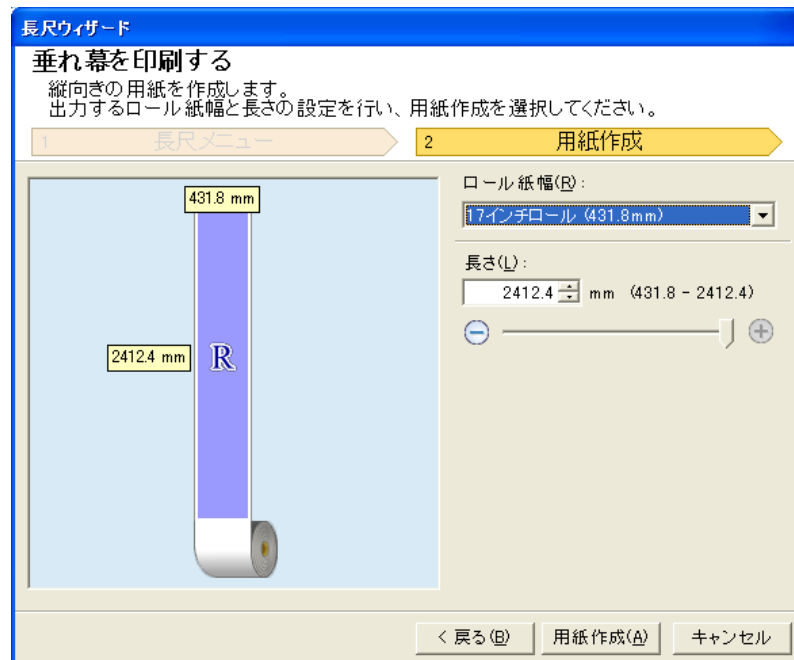 長尺ウィザード
垂れ幕を印刷する
縦向きの用紙を作成します。
出力するロール紙幅と長さの設定を行い、用紙作成を選択してください。
1 長尺メニュー
2 用紙作成
431.8 mm
2412.4 mm
R
ロール紙幅(R):
17インチロール (431.8mm)
長さ(L):
2412.4 mm (431.8 - 2412.4)
< 戻る(B)
用紙作成(A)
キャンセル